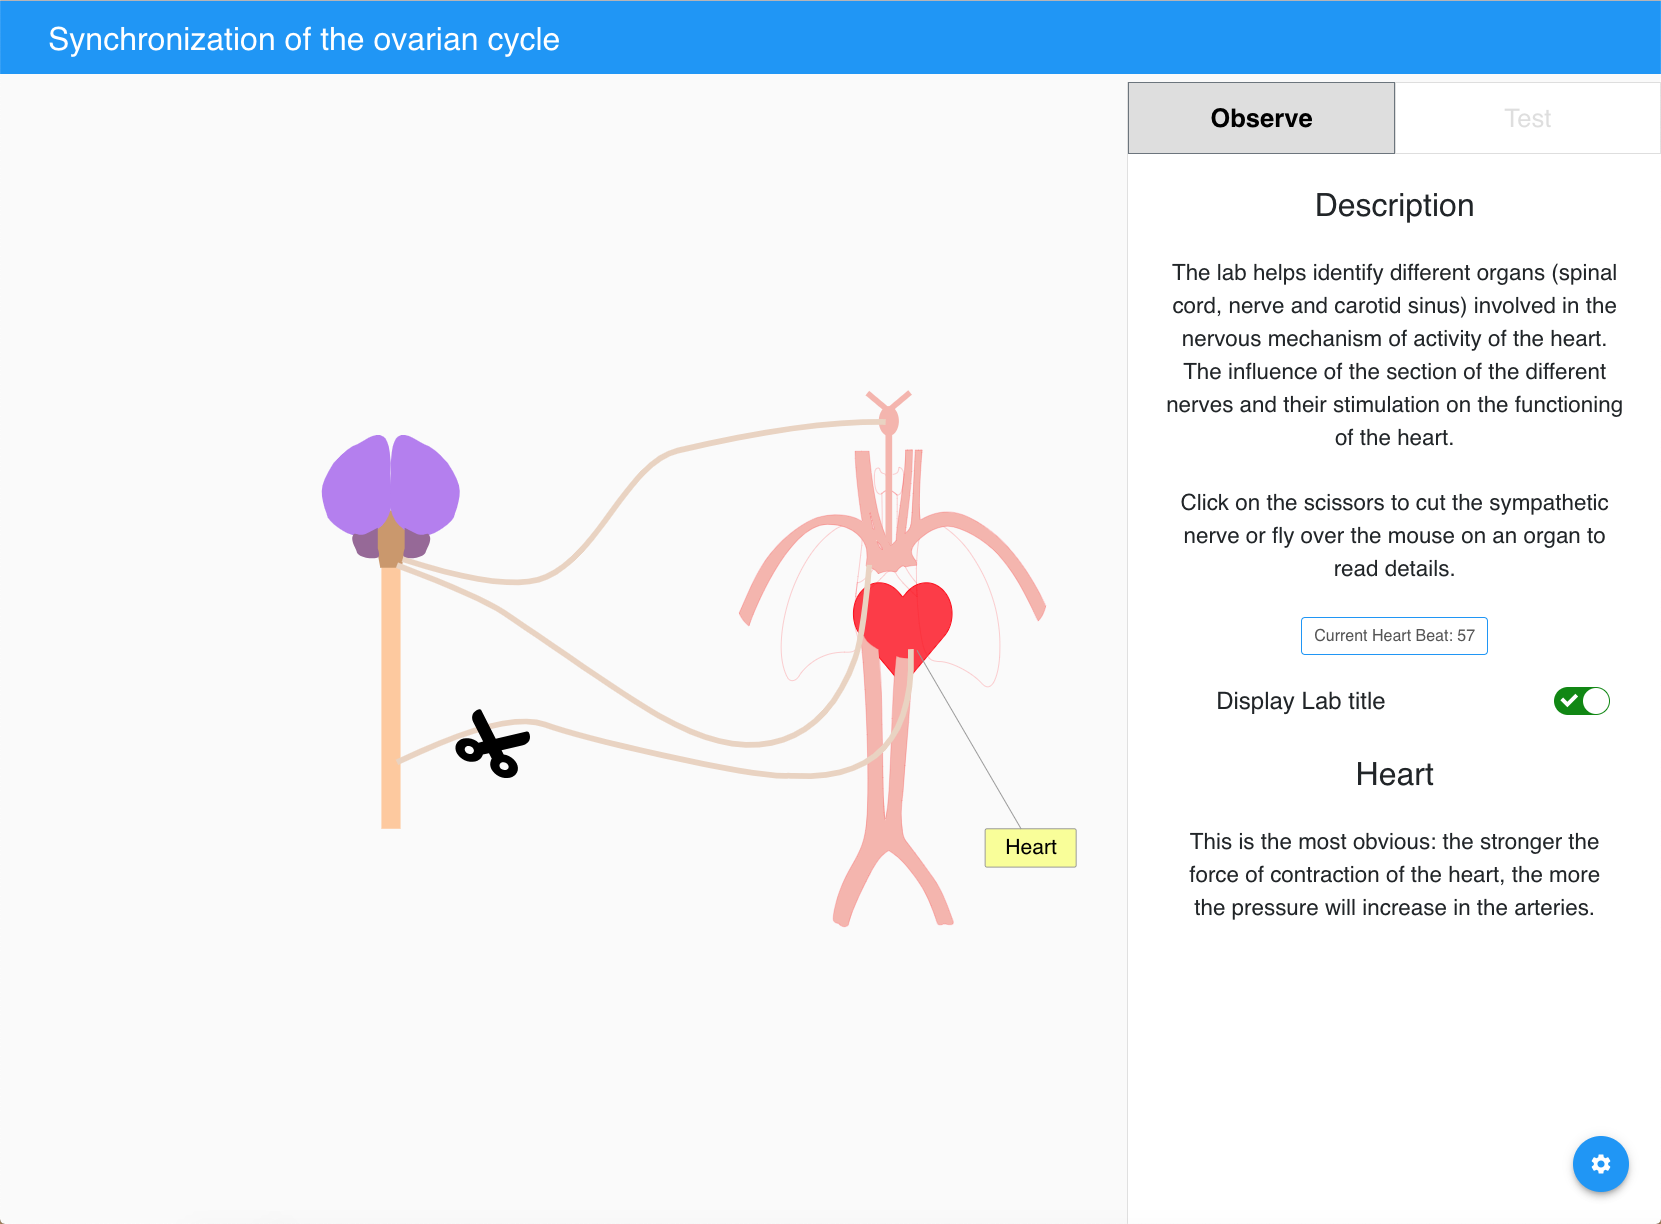 Synchronization of the ovarian cycle
Observe
Test
Description
The lab helps identify different organs (spinal
cord, nerve and carotid sinus) involved in the
nervous mechanism of activity of the heart.
The influence of the section of the different
nerves and their stimulation on the functioning
of the heart.
Click on the scissors to cut the sympathetic
nerve or fly over the mouse on an organ to
read details.
Current Heart Beat: 57
Display Lab title
Heart
This is the most obvious: the stronger the
force of contraction of the heart, the more
the pressure will increase in the arteries.
Heart